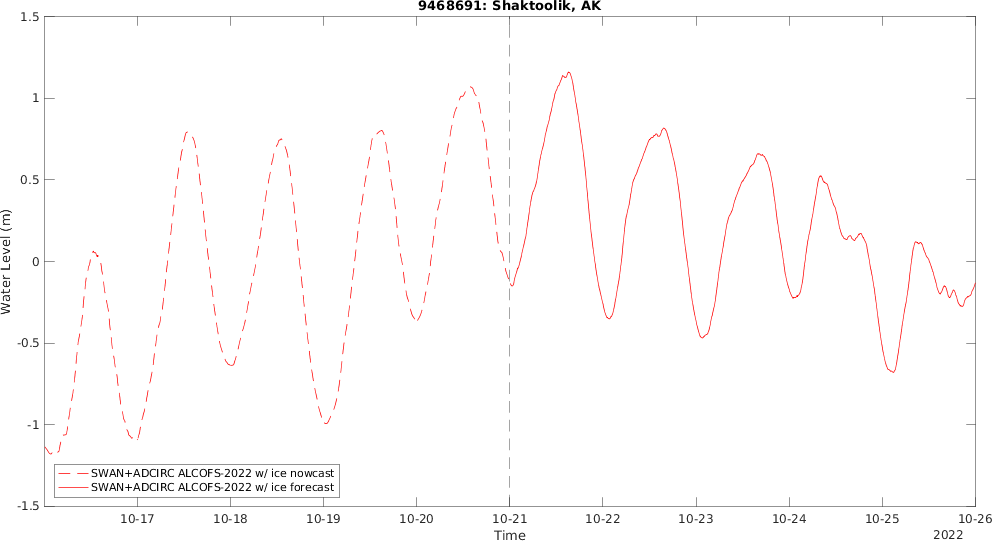 9468691: Shaktoolik, AK
1.5
1
0.5
0
-0.5
-1
-1.5
Water Level (m)
SWAN+ADCIRC ALCOFS-2022 w/ ice nowcast
SWAN+ADCIRC ALCOFS-2022 w/ ice forecast
10-17 10-18 10-19 10-20 10-21 10-22 10-23 10-24 10-25 10-26
Time
2022